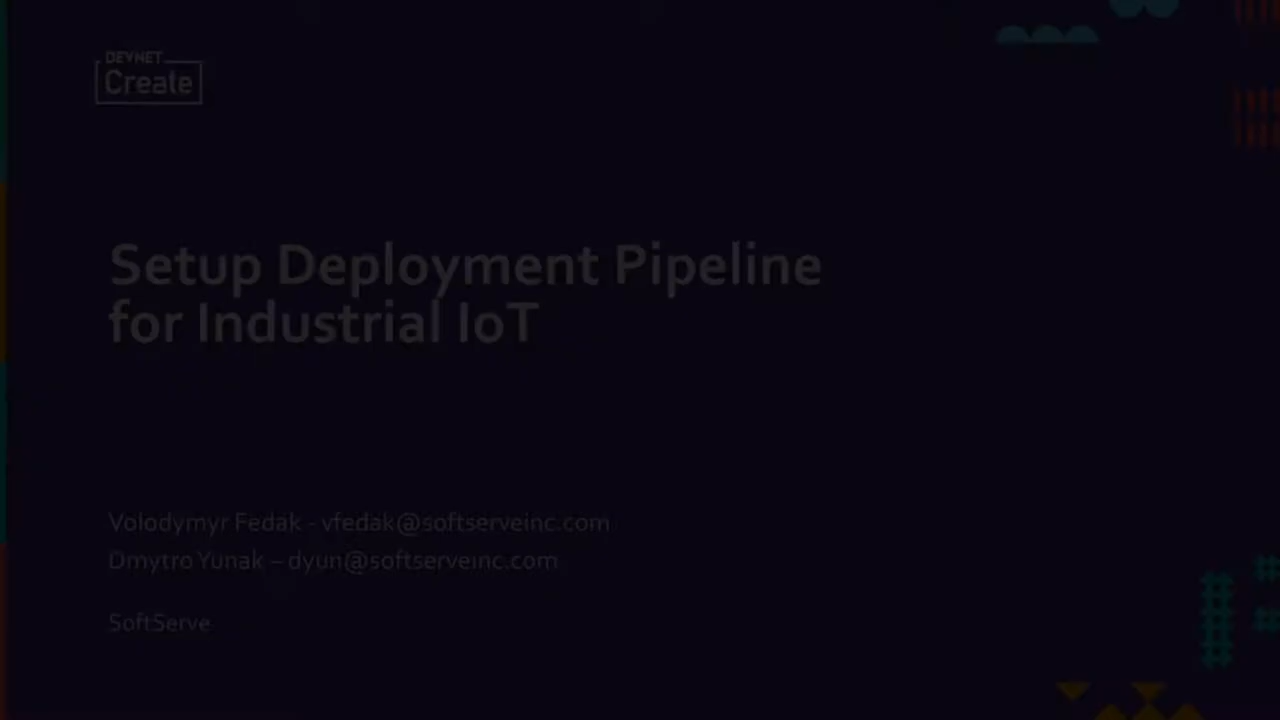 DEVNET
Create
Setup Deployment Pipeline
for Industrial IoT
Volodymyr Fedak - vfedak@softserveinc.com
Dmytro Yunak – dyun@softserveinc.com
SoftServe